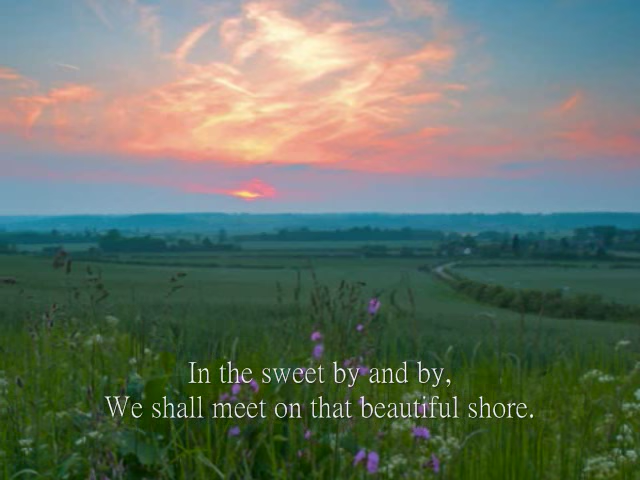 In the sweet by and by,
We shall meet on that beautiful shore.